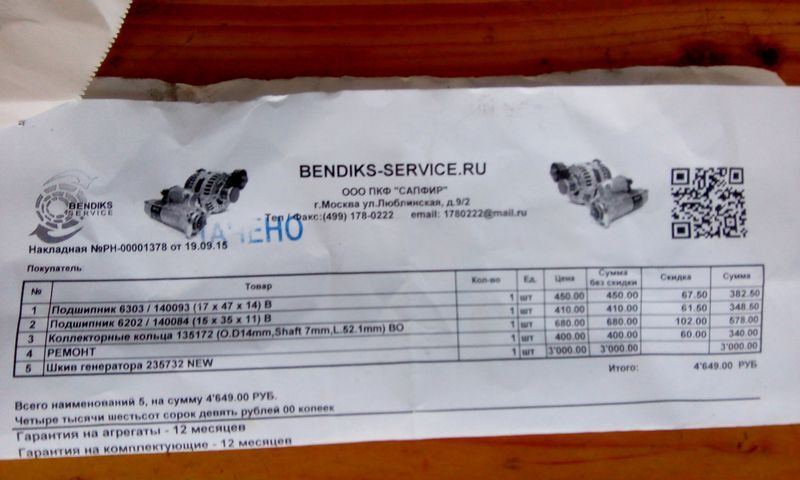 BENDIKS-SERVICE.RU
BENDIKS
SERVICE
ООО ПКФ "САПФИР"
г.Москва ул.Люблинская, д.9/2
Тел / Факс:(499) 178-0222 email: 1780222@mail.ru
Накладная №РН-00001378 от 19.09.15
Покупатель
№ Товар Кол-во Ед. Цена Сумма без скидки Скидка Сумма
1 Подшипник 6303 / 140093 (17 x 47 x 14) В 1 шт 450.00 450.00 67.50 382.50
2 Подшипник 6202 / 140084 (15 x 35 x 11) В 1 шт 410.00 410.00 61.50 348.50
3 Коллекторные кольца 135172 (O.D14mm,Shaft 7mm,L.52.1mm) ВО 1 шт 680.00 680.00 102.00 578.00
4 РЕМОНТ 1 шт 400.00 400.00 60.00 340.00
5 Шкив генератора 235732 NEW 1 шт 3'000.00 3'000.00 3'000.00
Итого: 4'649.00 РУБ
Всего наименований 5, на сумму 4'649.00 РУБ.
Четыре тысячи шестьсот сорок девять рублей 00 копеек
Гарантия на агрегаты - 12 месяцев
Гарантия на комплектующие - 12 месяцев